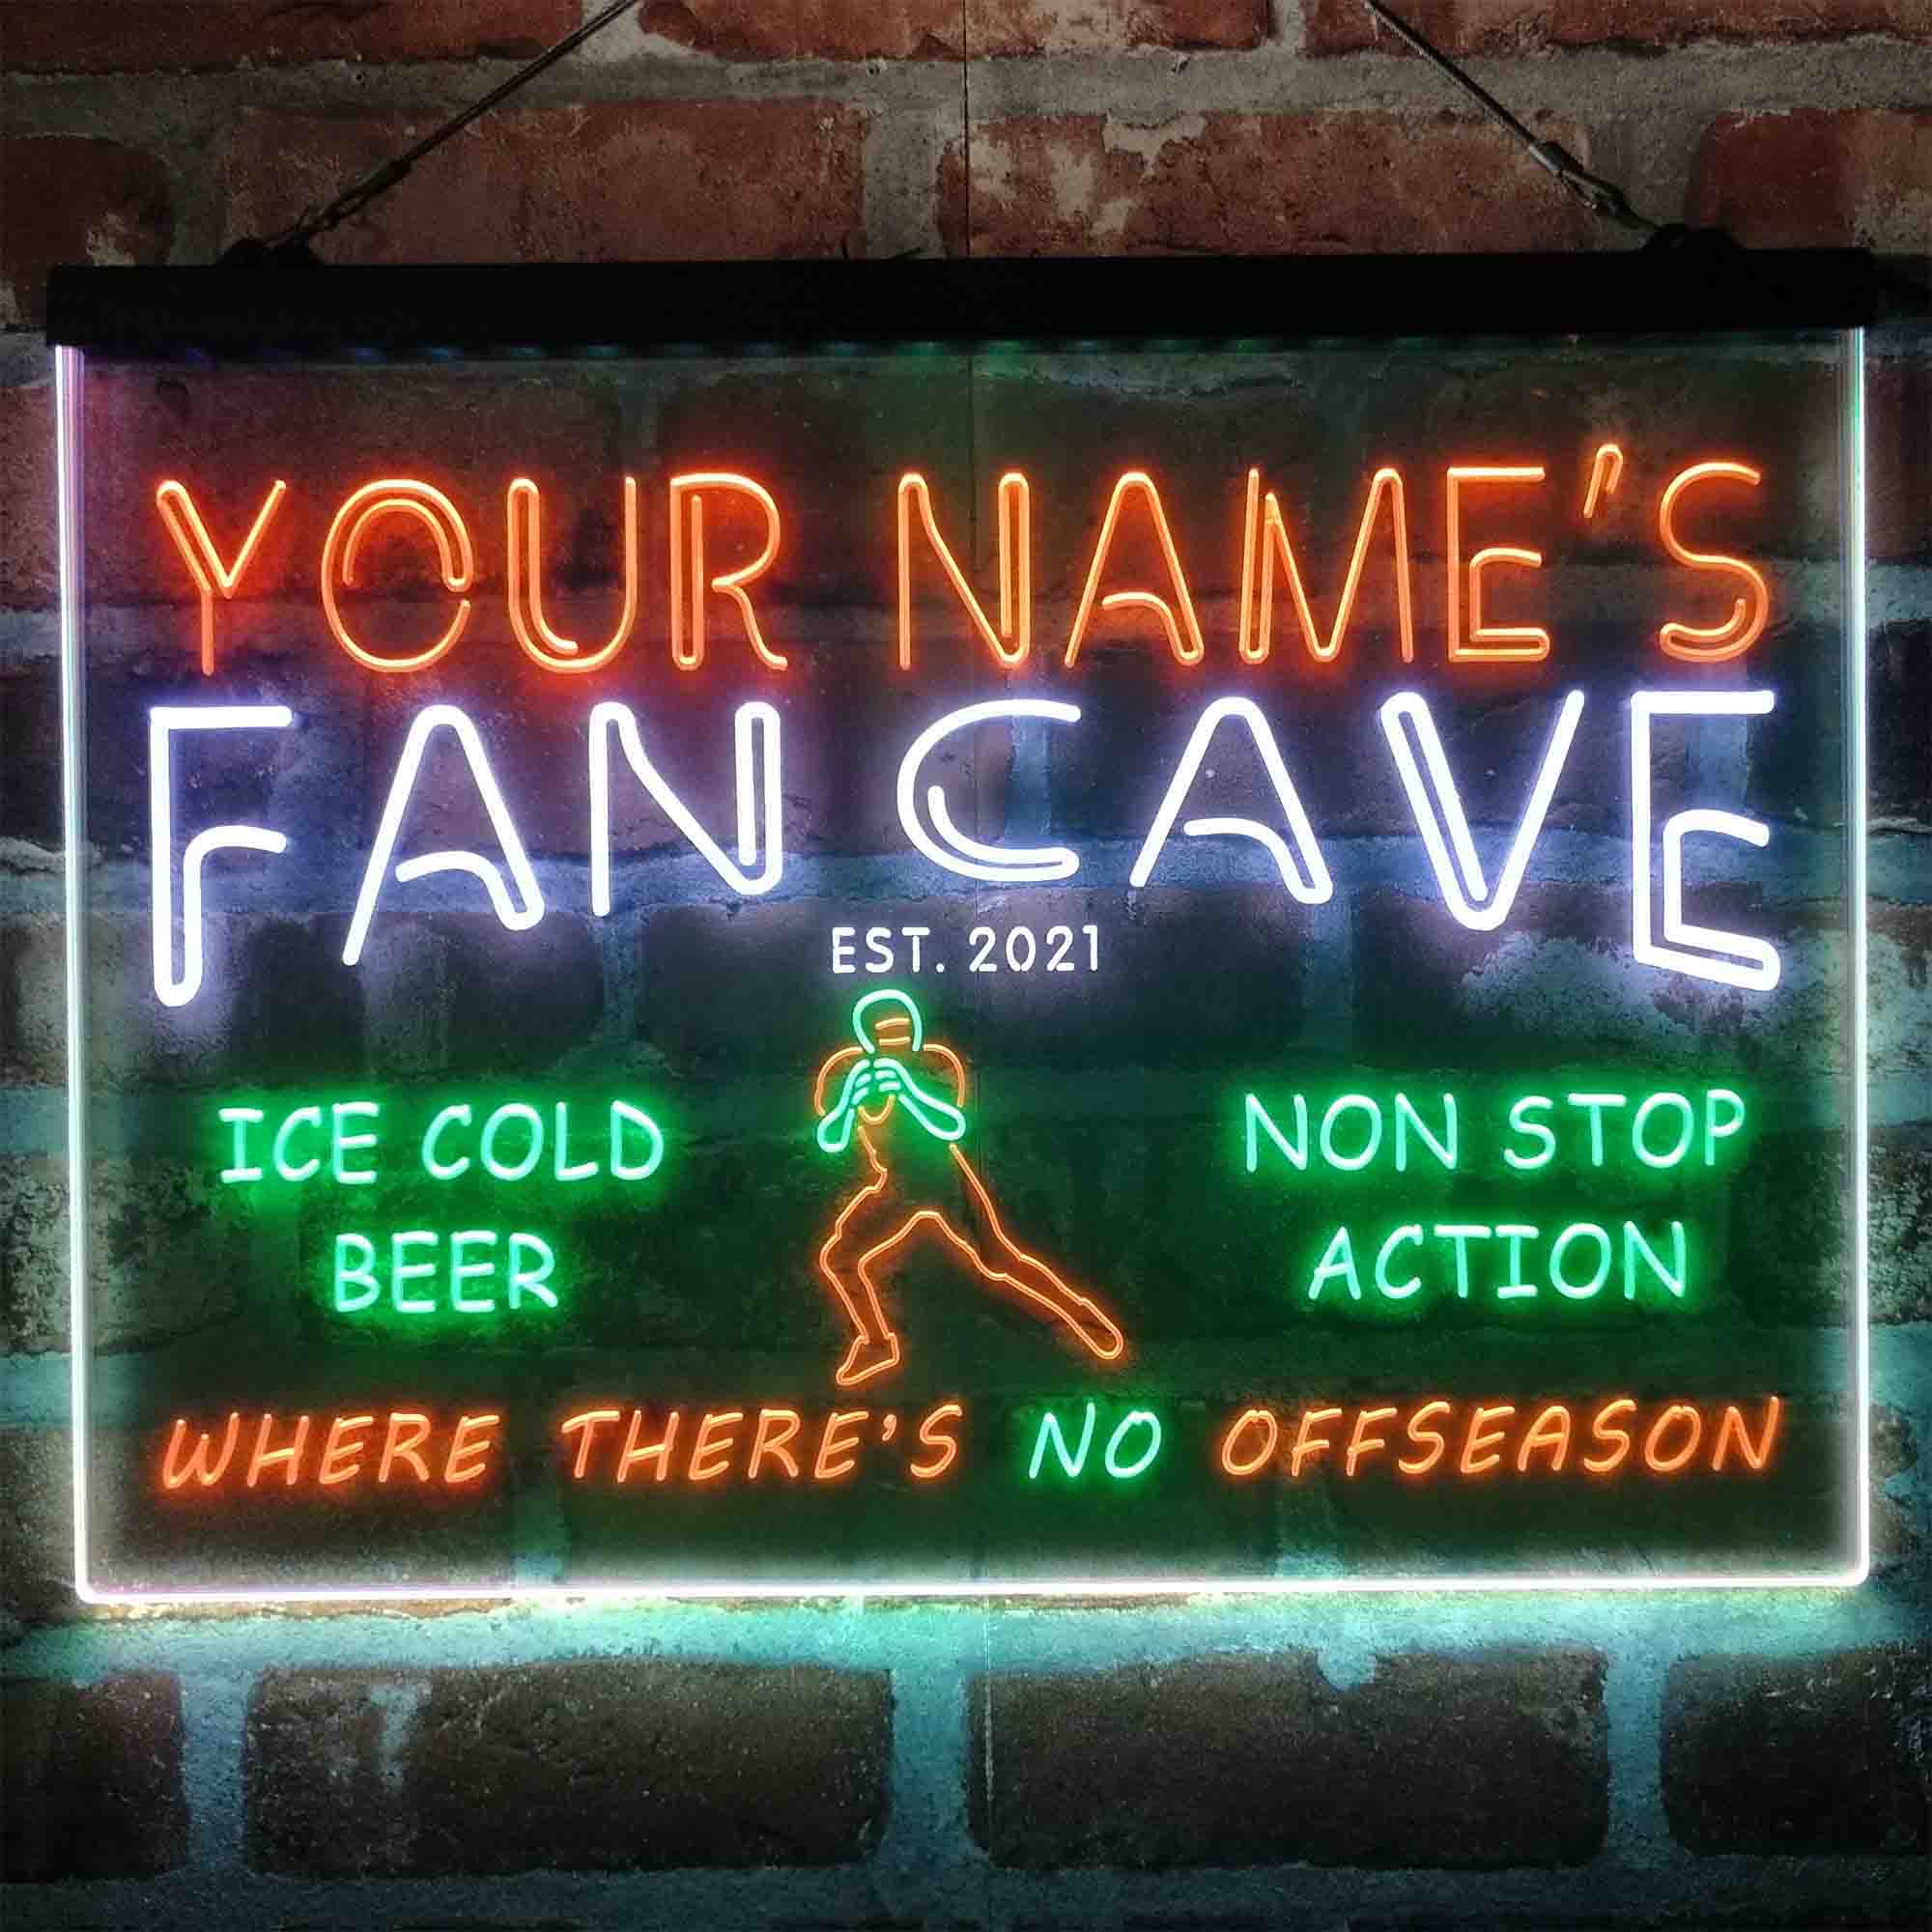 YOUR NAME'S
FAN CAVE
EST. 2021
ICE COLD
BEER
NON STOP
ACTION
WHERE THERE'S NO OFFSEASON